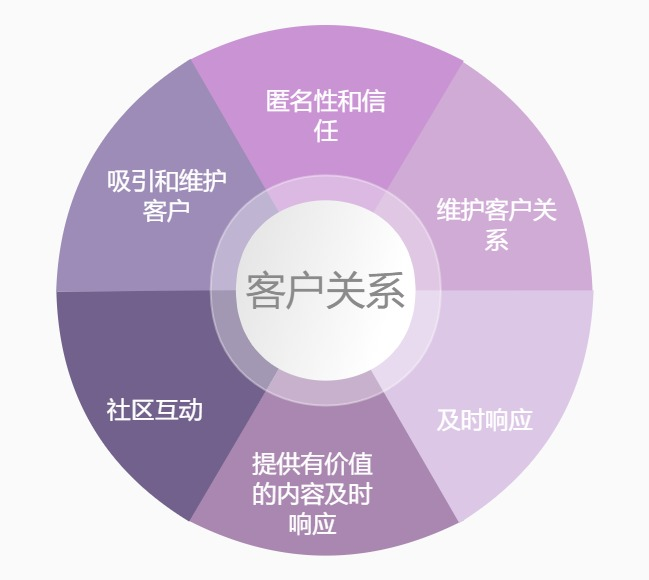 匿名性和信
任
维护客户关
系
及时响应
提供有价值
的内容及时
响应
社区互动
吸引和维护
客户
客户关系